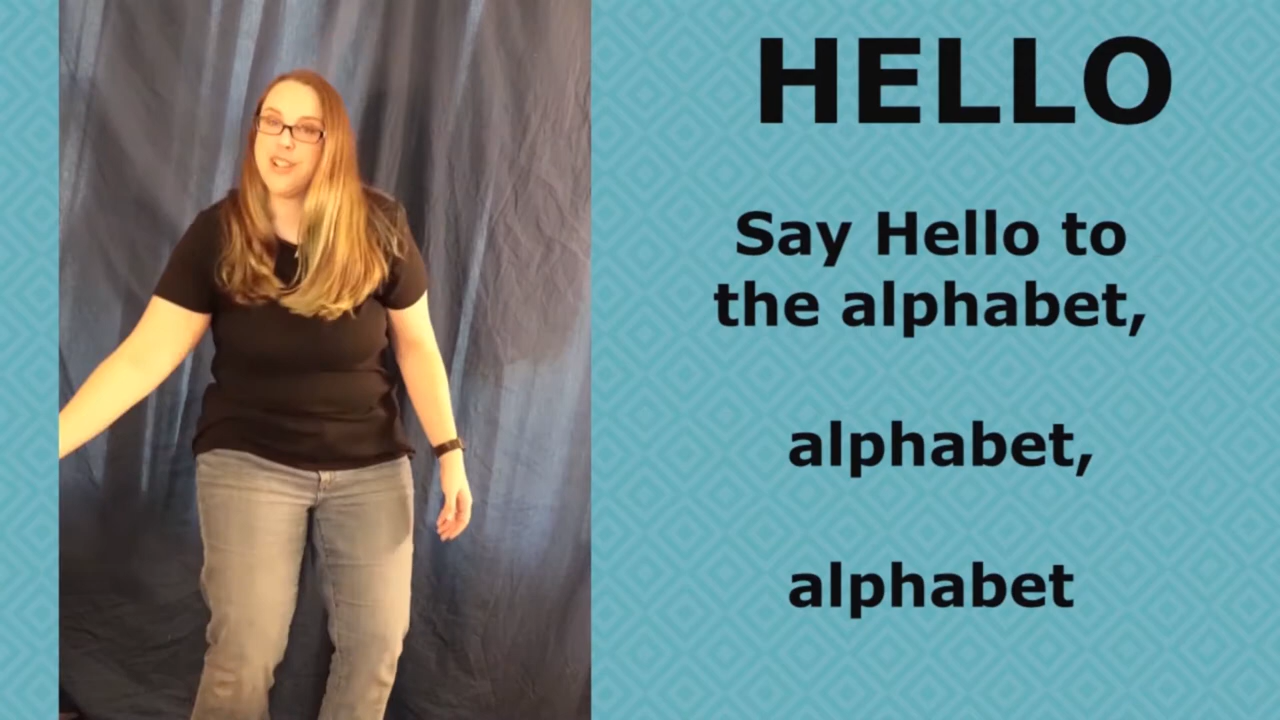 HELLO
Say Hello to
the alphabet,
alphabet,
alphabet